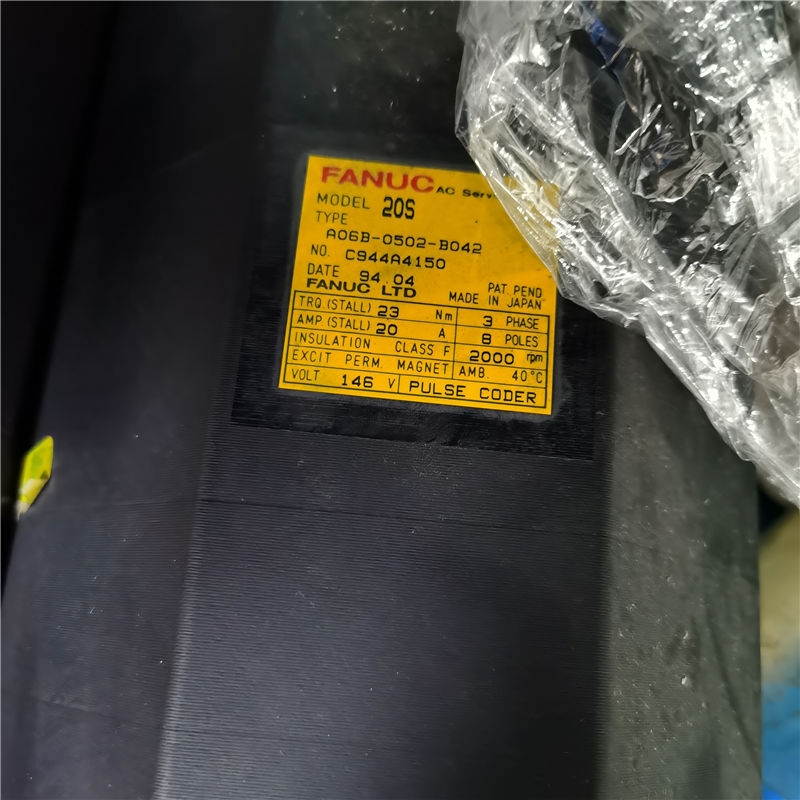 FANUC AC Serv
MODEL 20S
TYPE
A06B-0502-B042
NO. C944A4150
DATE 94.04
FANUC LTD
PAT. PEND
MADE IN JAPAN
TRQ.(STALL) 23 Nm 3 PHASE
AMP.(STALL) 20 A 8 POLES
INSULATION CLASS F 2000 rpm
EXCIT PERM. MAGNET AMB. 40°C
VOLT 146 V PULSE CODER